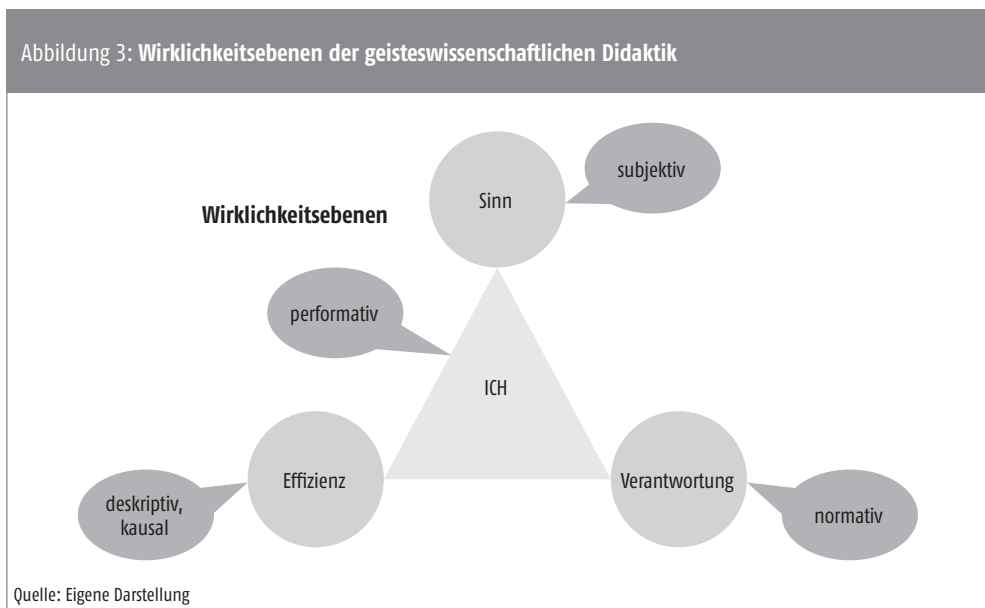 Abbildung 3: Wirklichkeitsebenen der geisteswissenschaftlichen Didaktik
Sinn
subjektiv
Wirklichkeitsebenen
performativ
ICH
Effizienz
Verantwortung
deskriptiv,
kausal
normativ
Quelle: Eigene Darstellung